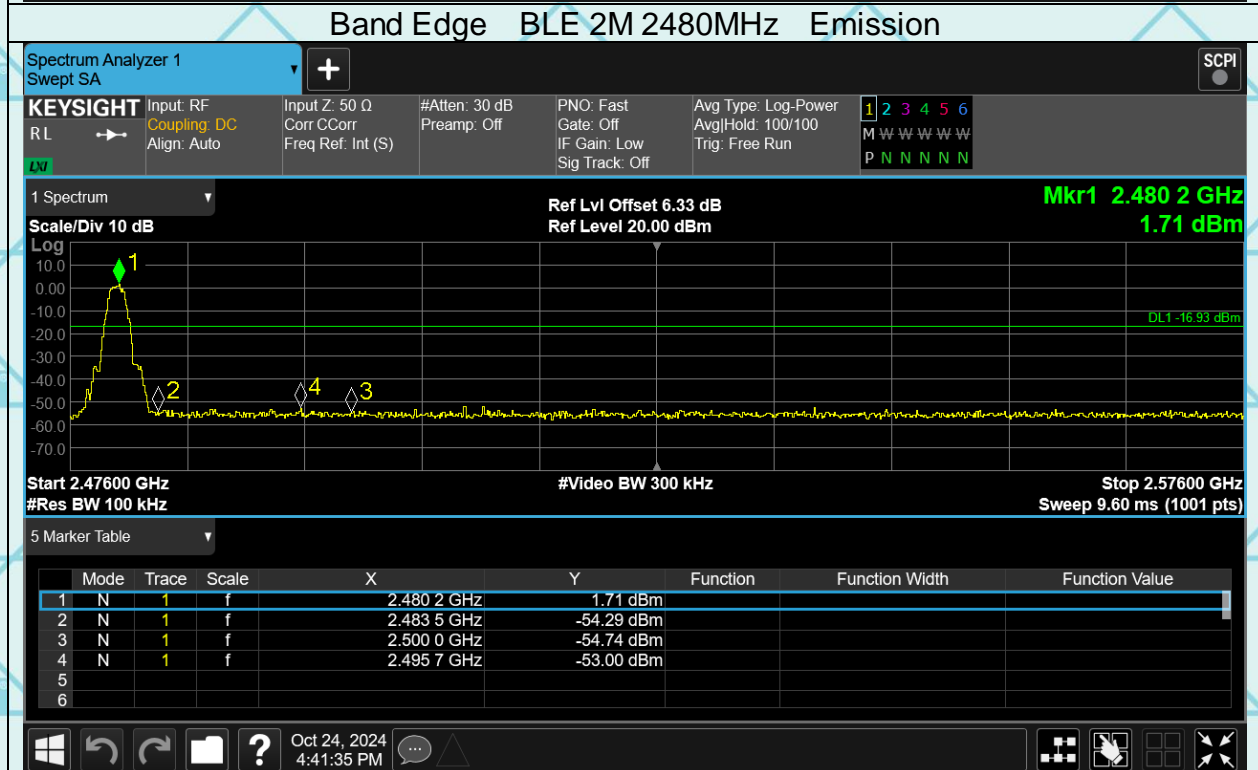 Band Edge BLE 2M 2480MHz Emission
Spectrum Analyzer 1
Swept SA
+
SCPI
KEYSIGHT
RL
LXI
Input: RF
Coupling: DC
Align: Auto
Input Z: 50 Ω
Corr CCorr
Freq Ref: Int (S)
#Atten: 30 dB
Preamp: Off
PNO: Fast
Gate: Off
IF Gain: Low
Sig Track: Off
Avg Type: Log-Power
Avg|Hold: 100/100
Trig: Free Run
1 2 3 4 5 6
M W W W W W W
P N N N N N N
1 Spectrum
Scale/Div 10 dB
Ref Lvl Offset 6.33 dB
Ref Level 20.00 dBm
Mkr1 2.480 2 GHz
1.71 dBm
Log
10.0
0.00
-10.0
-20.0
-30.0
-40.0
-50.0
-60.0
-70.0
1
2
4
3
DL1 -16.93 dBm
Start 2.47600 GHz
#Res BW 100 kHz
#Video BW 300 kHz
Stop 2.57600 GHz
Sweep 9.60 ms (1001 pts)
5 Marker Table
Mode Trace Scale X Y Function Function Width Function Value
1 N 1 f 2.480 2 GHz 1.71 dBm
2 N 1 f 2.483 5 GHz -54.29 dBm
3 N 1 f 2.500 0 GHz -54.74 dBm
4 N 1 f 2.495 7 GHz -53.00 dBm
5
6
?
Oct 24, 2024
4:41:35 PM